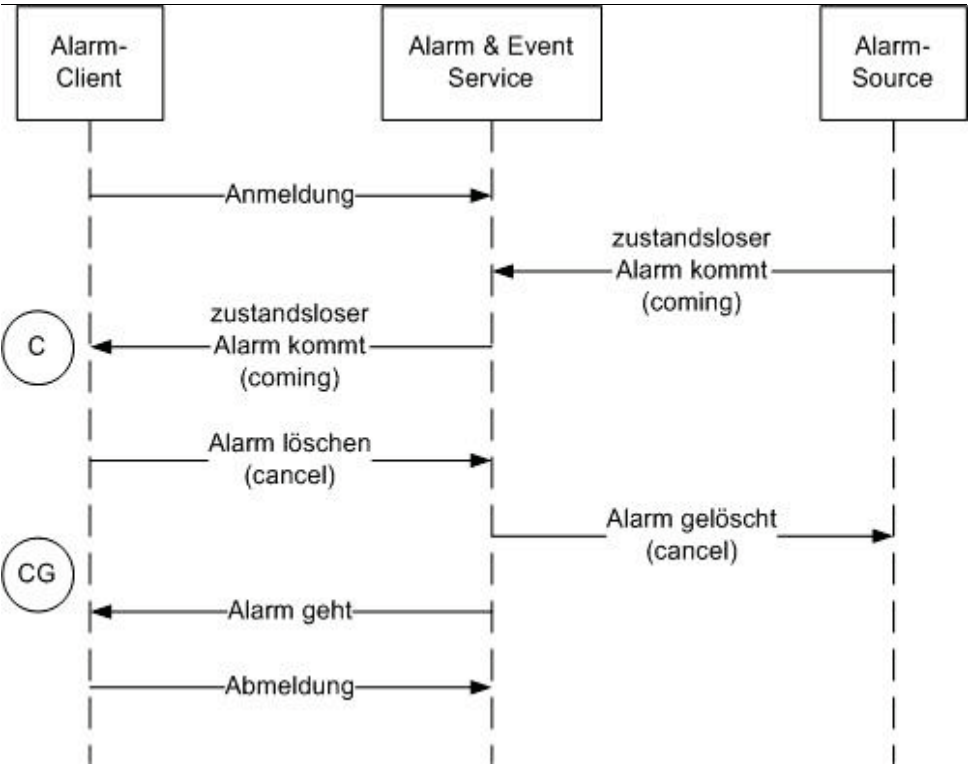 Alarm-
Client
Alarm & Event
Service
Alarm-
Source
Anmeldung
zustandsloser
Alarm kommt
(coming)
zustandsloser
Alarm kommt
(coming)
C
Alarm löschen
(cancel)
Alarm gelöscht
(cancel)
CG
Alarm geht
Abmeldung